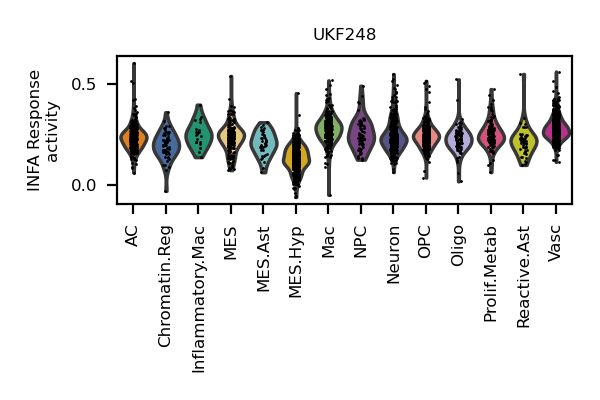 UKF248
INFA Response
activity
0.5
0.0
AC
Chromatin.Reg
Inflammatory.Mac
MES
MES.Ast
MES.Hyp
Mac
NPC
Neuron
OPC
Oligo
Prolif.Metab
Reactive.Ast
Vasc